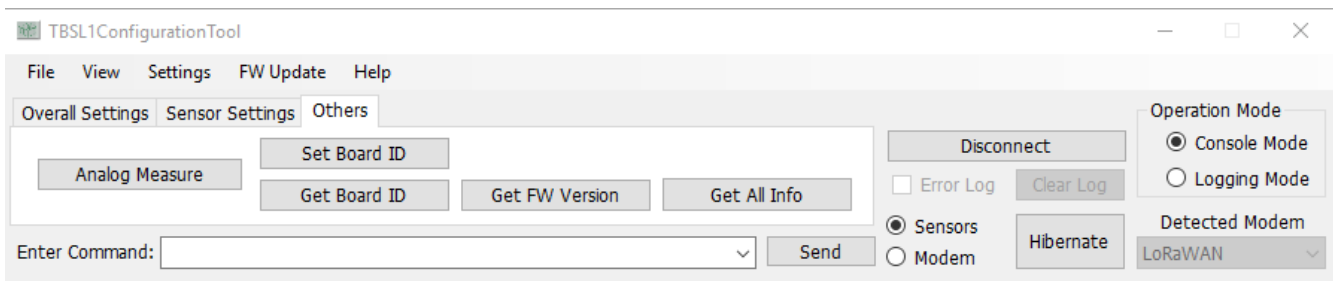 TBSL1ConfigurationTool
File View Settings FW Update Help
Overall Settings Sensor Settings Others
Analog Measure
Set Board ID
Get Board ID
Get FW Version
Get All Info
Enter Command:
Send
Disconnect
Error Log
Clear Log
Sensors
Modem
Hibernate
Operation Mode
Console Mode
Logging Mode
Detected Modem
LoRaWAN